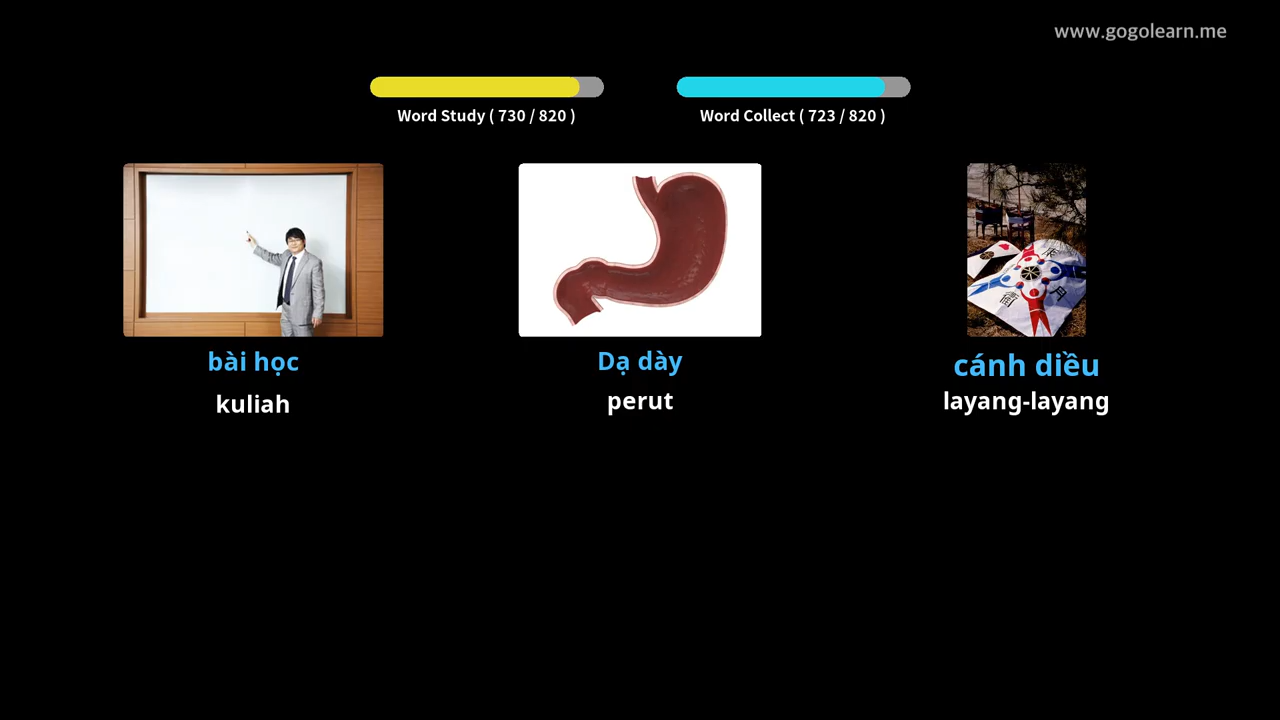 www.gogolearn.me
Word Study ( 730 / 820 )
Word Collect ( 723 / 820 )
bài học
kuliah
Dạ dày
perut
cánh diều
layang-layang